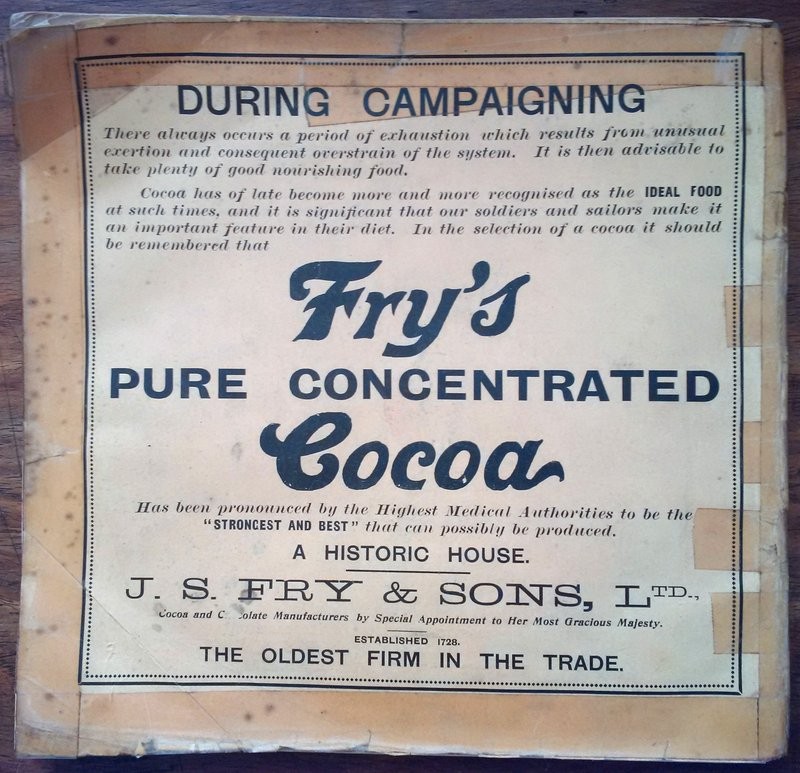 DURING CAMPAIGNING
There always occurs a period of exhaustion which results from unusual
exertion and consequent overstrain of the system. It is then advisable to
take plenty of good nourishing food.
Cocoa has of late become more and more recognised as the IDEAL FOOD
at such times, and it is significant that our soldiers and sailors make it
an important feature in their diet. In the selection of a cocoa it should
be remembered that
Fry's
PURE CONCENTRATED
Cocoa
Has been pronounced by the Highest Medical Authorities to be the
"STRONGEST AND BEST" that can possibly be produced.
A HISTORIC HOUSE.
J. S. FRY & SONS, LTD.,
Cocoa and C olate Manufacturers by Special Appointment to Her Most Gracious Majesty.
ESTABLISHED 1728.
THE OLDEST FIRM IN THE TRADE.